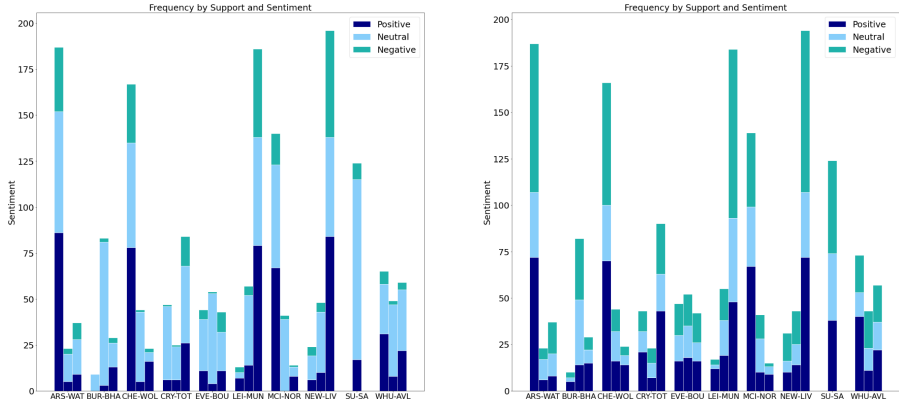 Frequency by Support and Sentiment
Positive
Neutral
Negative
Sentiment
200
175
150
125
100
75
50
25
0
ARS-WAT BUR-BHA CHE-WOL CRY-TOT EVE-BOU LEI-MUN MCI-NOR NEW-LIV SU-SA WHU-AVL
Frequency by Support and Sentiment
Positive
Neutral
Negative
Sentiment
200
175
150
125
100
75
50
25
0
ARS-WAT BUR-BHA CHE-WOL CRY-TOT EVE-BOU LEI-MUN MCI-NOR NEW-LIV SU-SA WHU-AVL